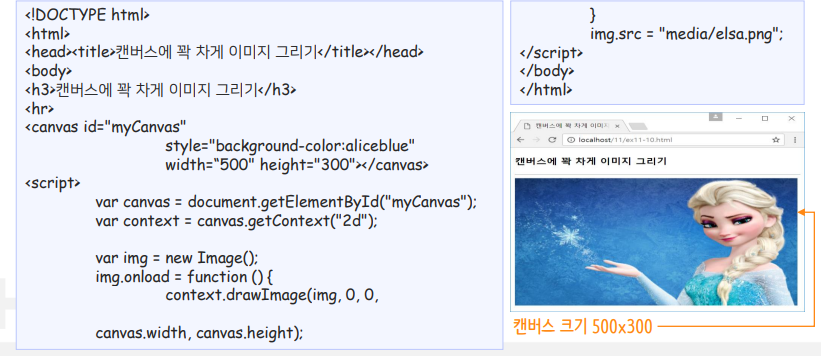 <!DOCTYPE html>
<html>
<head><title>캔버스에 꽉 차게 이미지 그리기</title></head>
<body>
<h3>캔버스에 꽉 차게 이미지 그리기</h3>
<hr>
<canvas id="myCanvas"
style="background-color:aliceblue"
width=“500" height="300"></canvas>
<script>
var canvas = document.getElementById("myCanvas");
var context = canvas.getContext("2d");
var img = new Image();
img.onload = function () {
context.drawImage(img, 0, 0,
canvas.width, canvas.height);
}
img.src = "media/elsa.png";
</script>
</body>
</html>
캔버스에 꽉 차게 이미지
localhost/11/ex11-10.html
캔버스에 꽉 차게 이미지 그리기
캔버스 크기 500x300